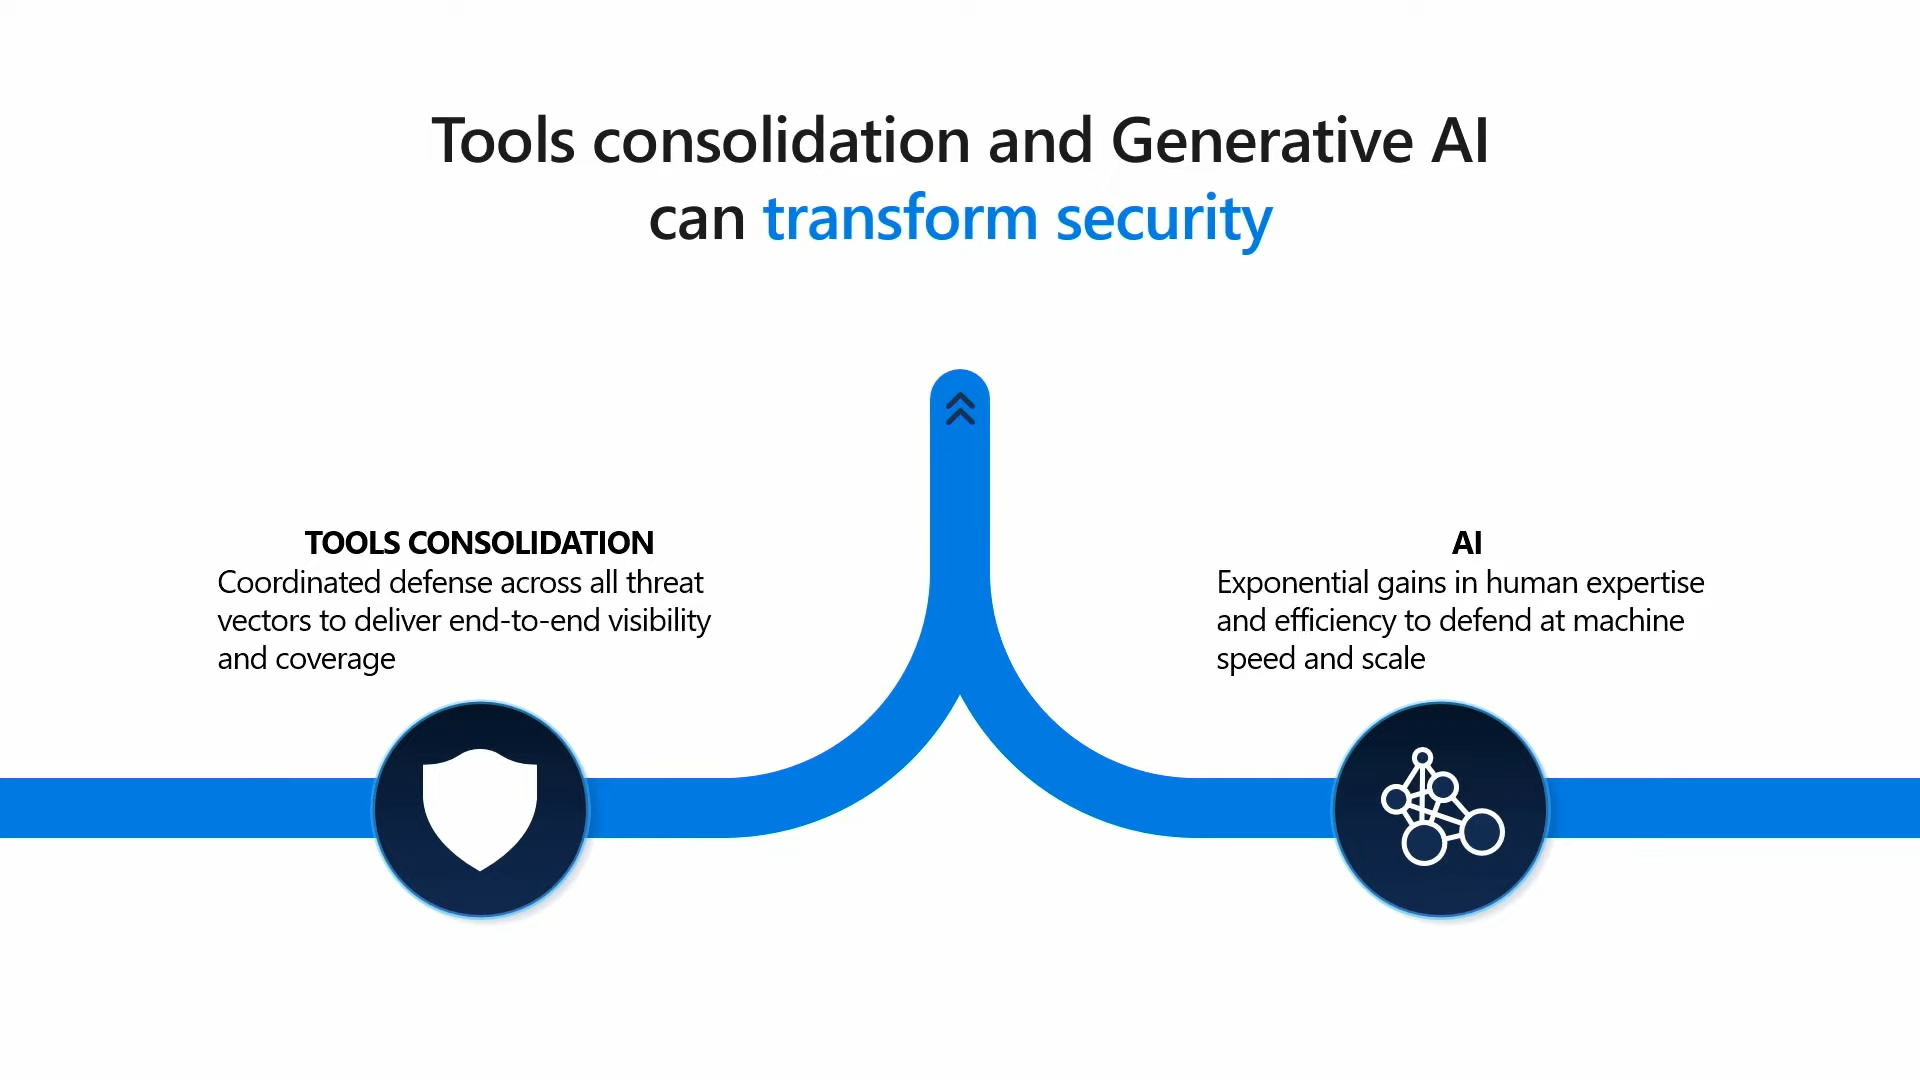 Tools consolidation and Generative AI
can transform security
TOOLS CONSOLIDATION
Coordinated defense across all threat
vectors to deliver end-to-end visibility
and coverage
AI
Exponential gains in human expertise
and efficiency to defend at machine
speed and scale